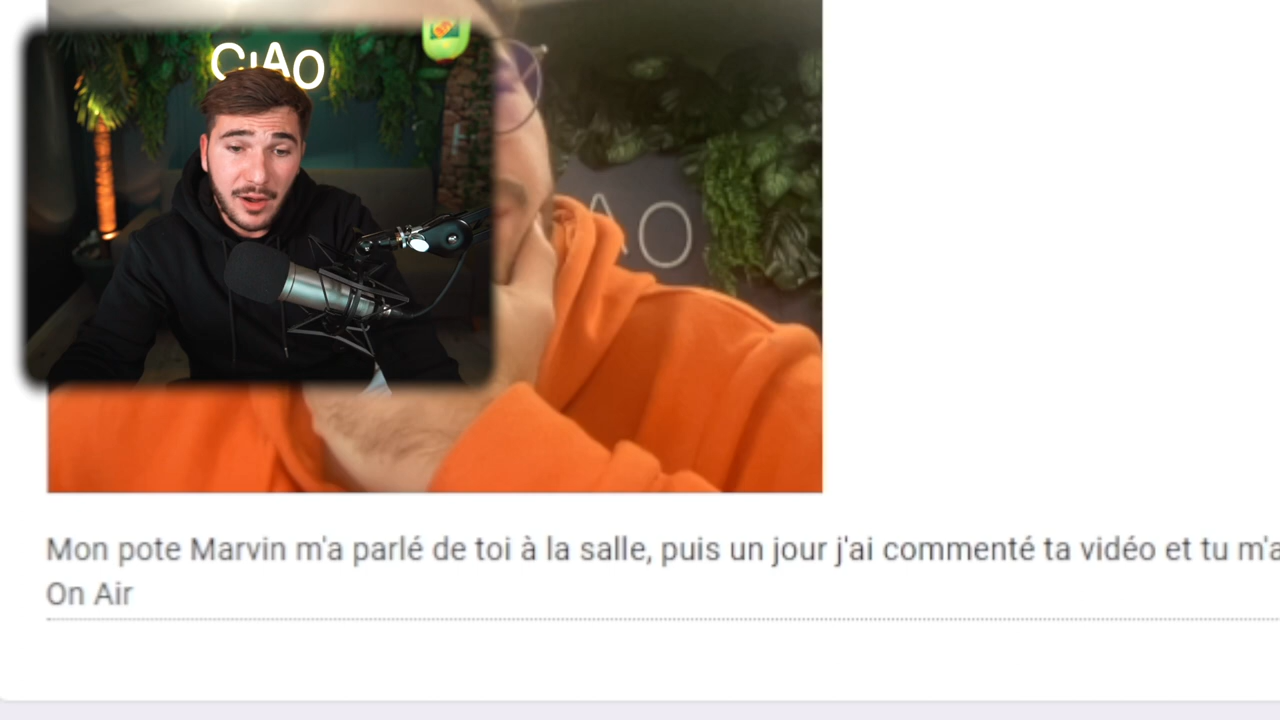 CIAO
AO
Mon pote Marvin m'a parlé de toi à la salle, puis un jour j'ai commenté ta vidéo et tu m'a
On Air